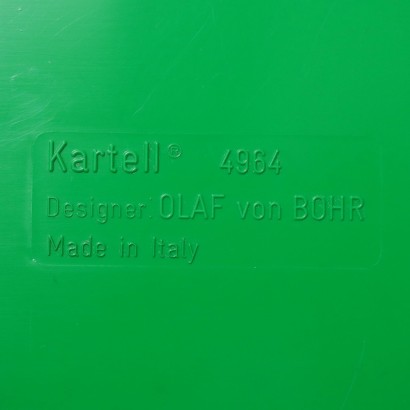 Kartell® 4964
Designer: OLAF von BOHR
Made in Italy